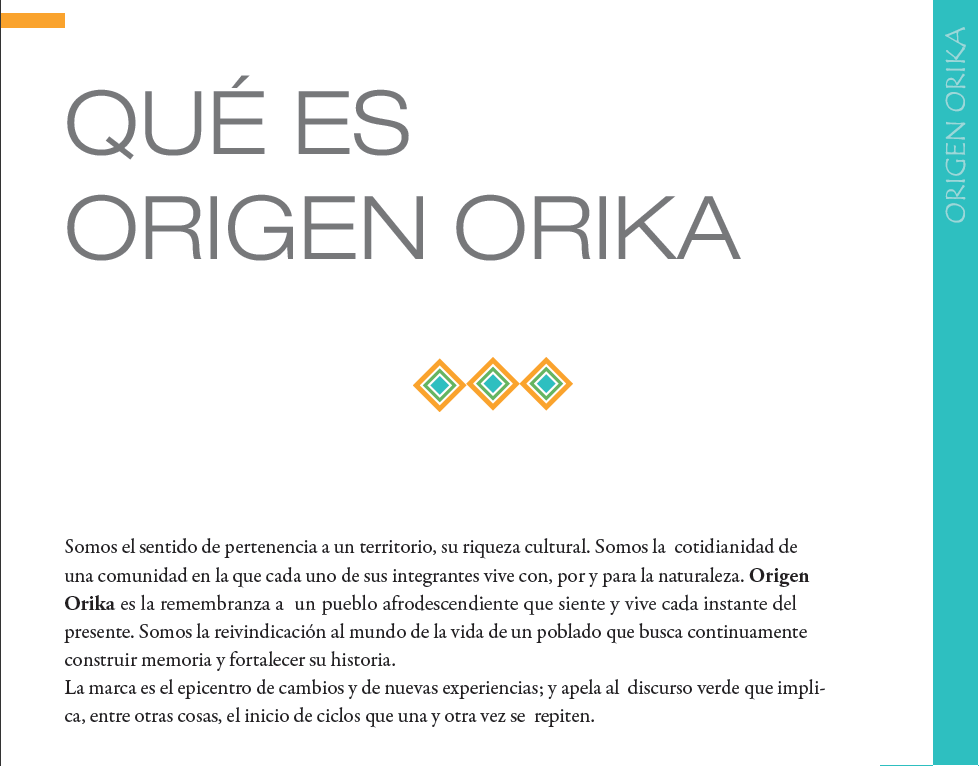 QUÉ ES
ORIGEN ORIKA
ORIGEN ORIKA
Somos el sentido de pertenencia a un territorio, su riqueza cultural. Somos la cotidianidad de
una comunidad en la que cada uno de sus integrantes vive con, por y para la naturaleza. Origen
Orika es la remembranza a un pueblo afrodescendiente que siente y vive cada instante del
presente. Somos la reivindicación al mundo de la vida de un poblado que busca continuamente
construir memoria y fortalecer su historia.
La marca es el epicentro de cambios y de nuevas experiencias; y apela al discurso verde que impli-
ca, entre otras cosas, el inicio de ciclos que una y otra vez se repiten.